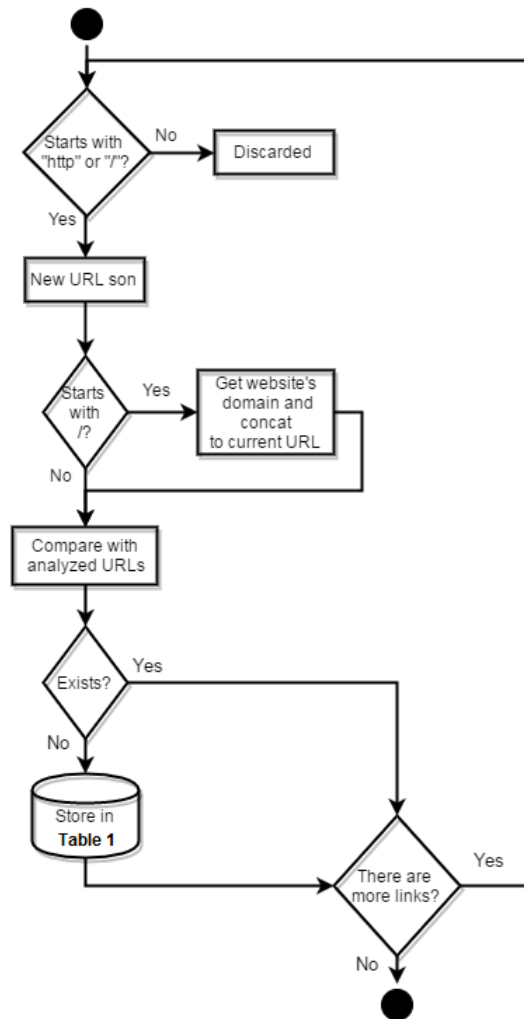 Starts with
"http" or "/"?
No
Discarded
Yes
New URL son
Starts
with
/?
Yes
Get website's
domain and
concat
to current URL
No
Compare with
analyzed URLs
Exists?
Yes
No
Store in
Table 1
There are
more links?
Yes
No